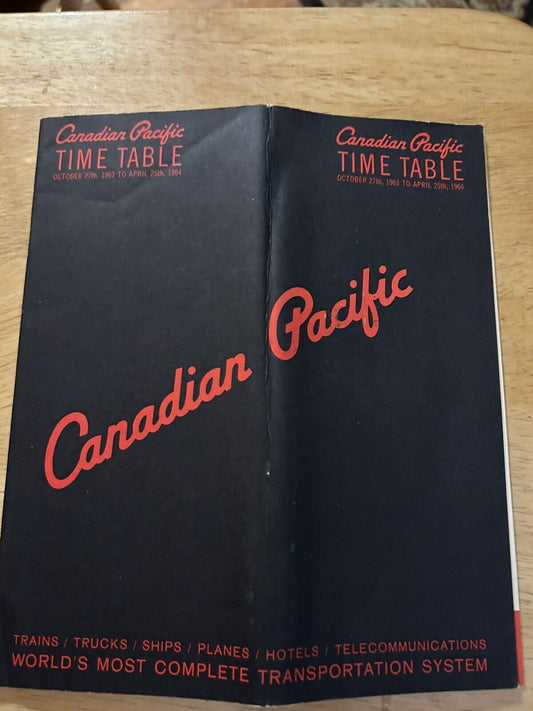 Canadian Pacific
TIME TABLE
OCTOBER 27th, 1963 TO APRIL 25th, 1964
Canadian Pacific
TIME TABLE
OCTOBER 27th, 1963 TO APRIL 25th, 1964
Canadian Pacific
TRAINS / TRUCKS / SHIPS / PLANES / HOTELS / TELECOMMUNICATIONS
WORLD'S MOST COMPLETE TRANSPORTATION SYSTEM